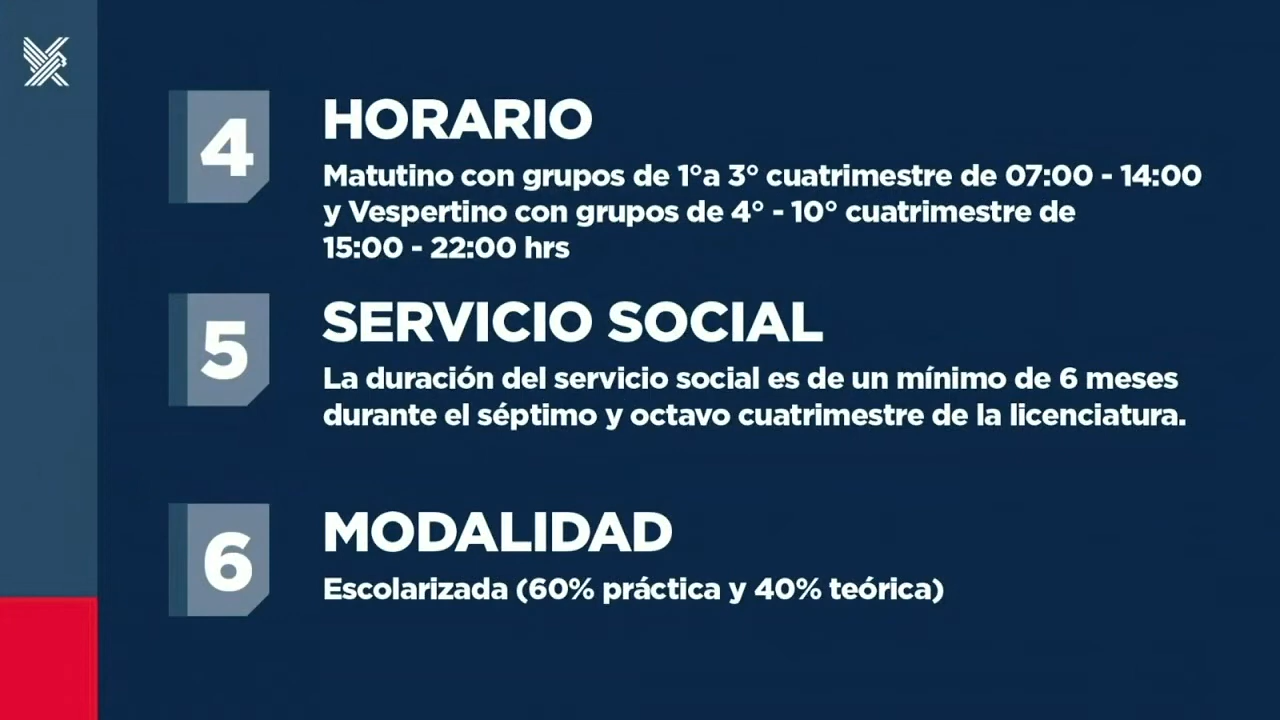 4
HORARIO
Matutino con grupos de 1°a 3° cuatrimestre de 07:00 - 14:00
y Vespertino con grupos de 4° - 10° cuatrimestre de
15:00 - 22:00 hrs
5
SERVICIO SOCIAL
La duración del servicio social es de un mínimo de 6 meses
durante el séptimo y octavo cuatrimestre de la licenciatura.
6
MODALIDAD
Escolarizada (60% práctica y 40% teórica)